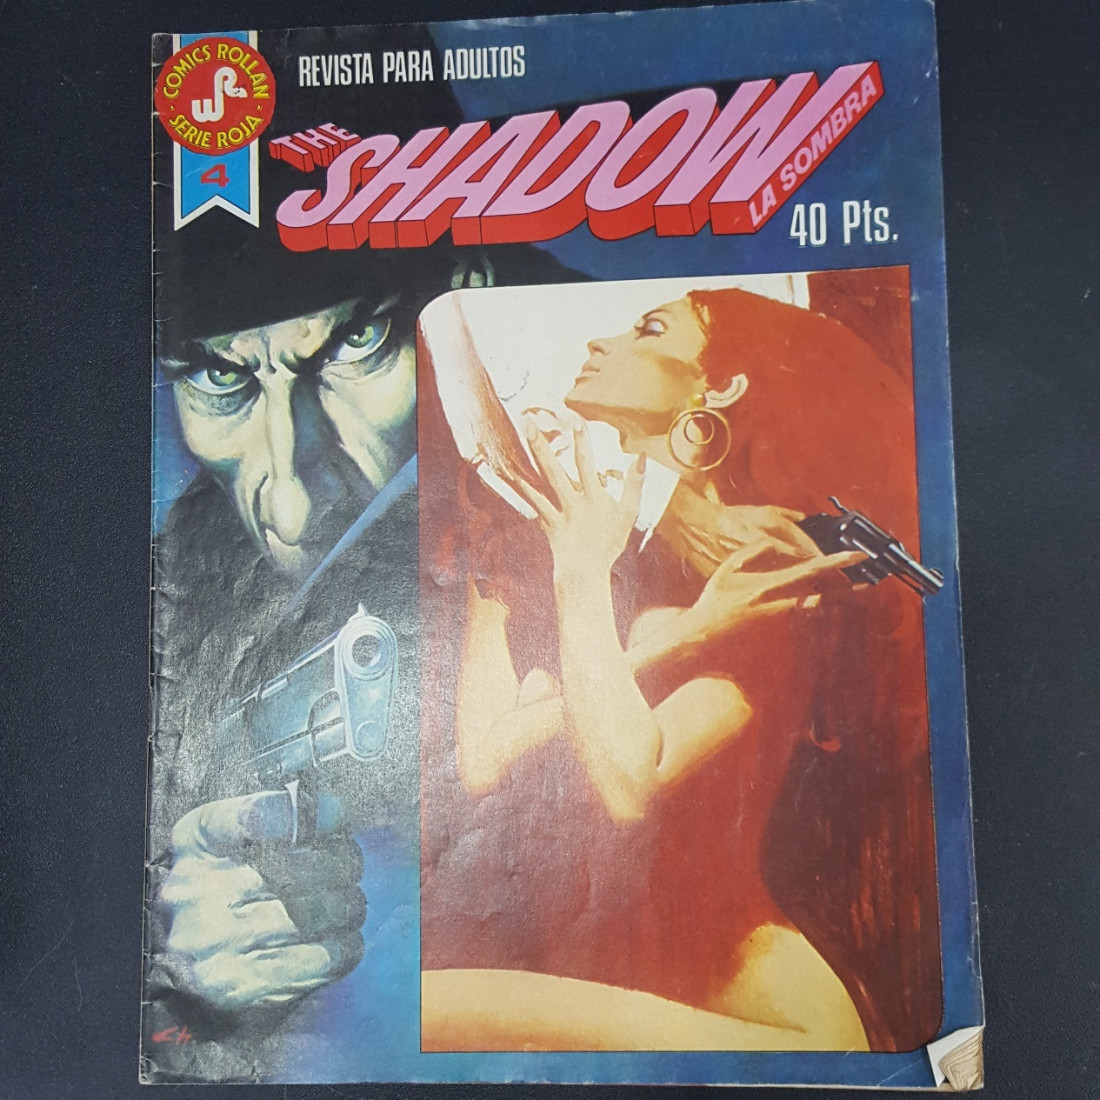 COMICS ROLLAN
· SERIE ROJA ·
4
REVISTA PARA ADULTOS
THE
SHADOW
LA SOMBRA
40 Pts.